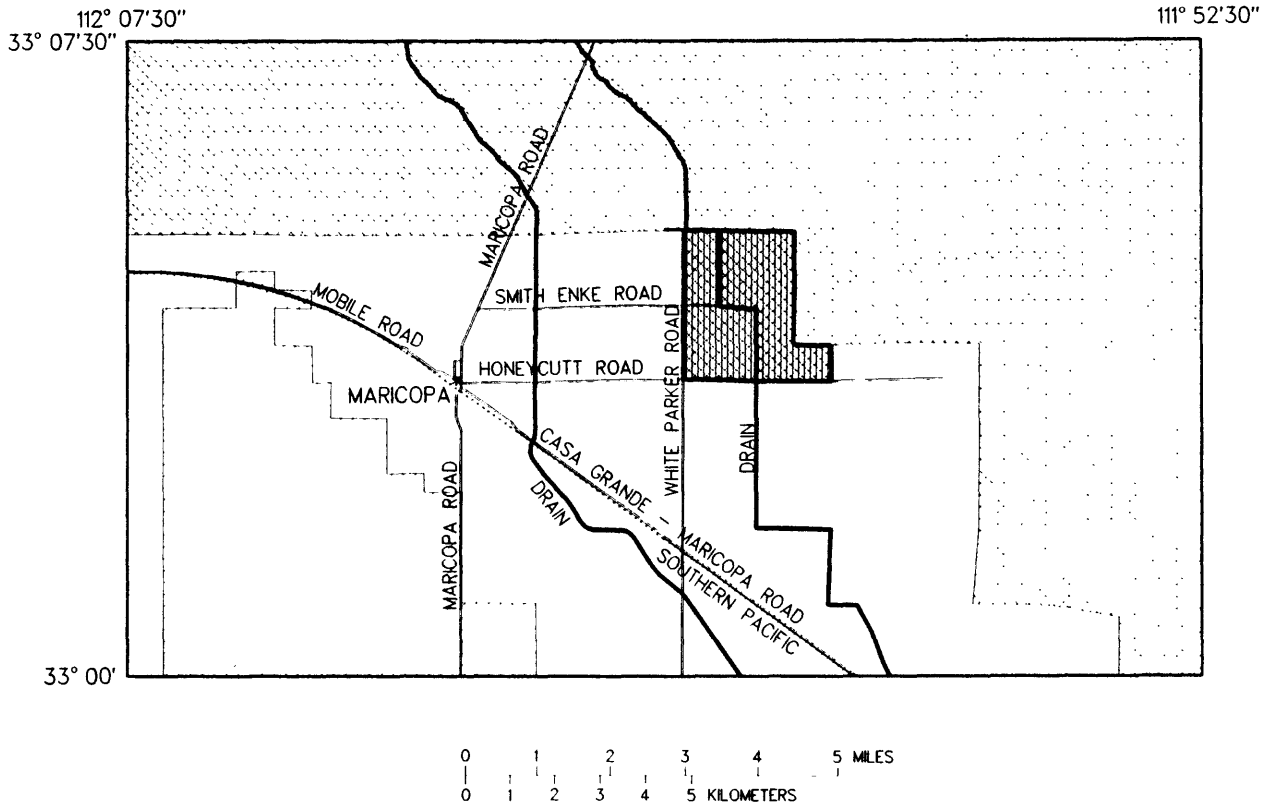 112° 07'30"
111° 52'30"
33° 07'30"
MARICOPA ROAD
MOBILE ROAD
SMITH ENKE ROAD
HONEYCUTT ROAD
MARICOPA
WHITE PARKER ROAD
DRAIN
CASA GRANDE - MARICOPA ROAD
DRAIN
MARICOPA ROAD
SOUTHERN PACIFIC
33° 00'
0 1 2 3 4 5 MILES
0 1 2 3 4 5 KILOMETERS